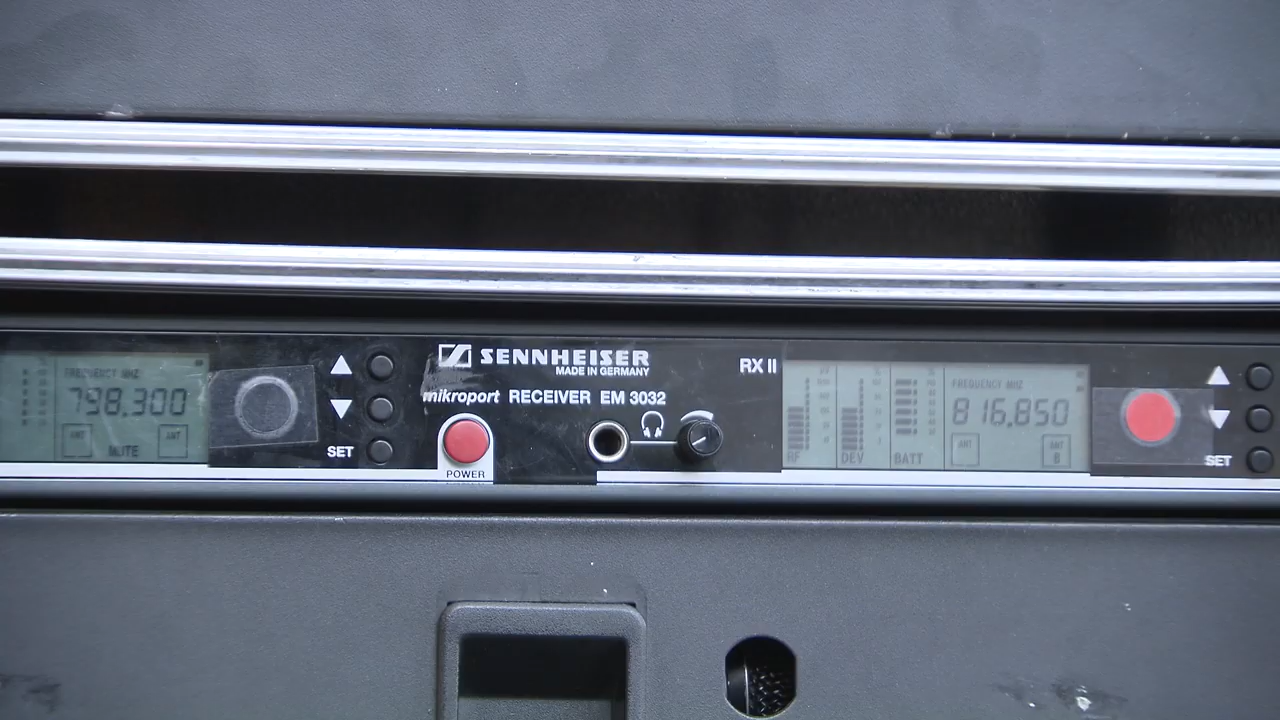 FREQUENCY MHZ
798.300
ANT
MUTE
ANT
SET
SENNHEISER
MADE IN GERMANY
mikroport RECEIVER EM 3032
POWER
RX II
RF
DEV
BATT
FREQUENCY MHZ
816.850
ANT
ANT
B
SET